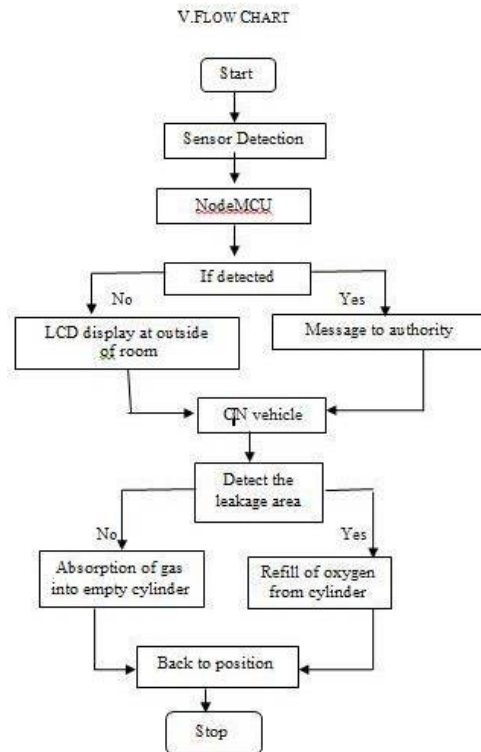 V.FLOW CHART
Start
Sensor Detection
NodeMCU
If detected
No
Yes
LCD display at outside
of room
Message to authority
ON vehicle
Detect the
leakage area
No
Yes
Absorption of gas
into empty cylinder
Refill of oxygen
from cylinder
Back to position
Stop